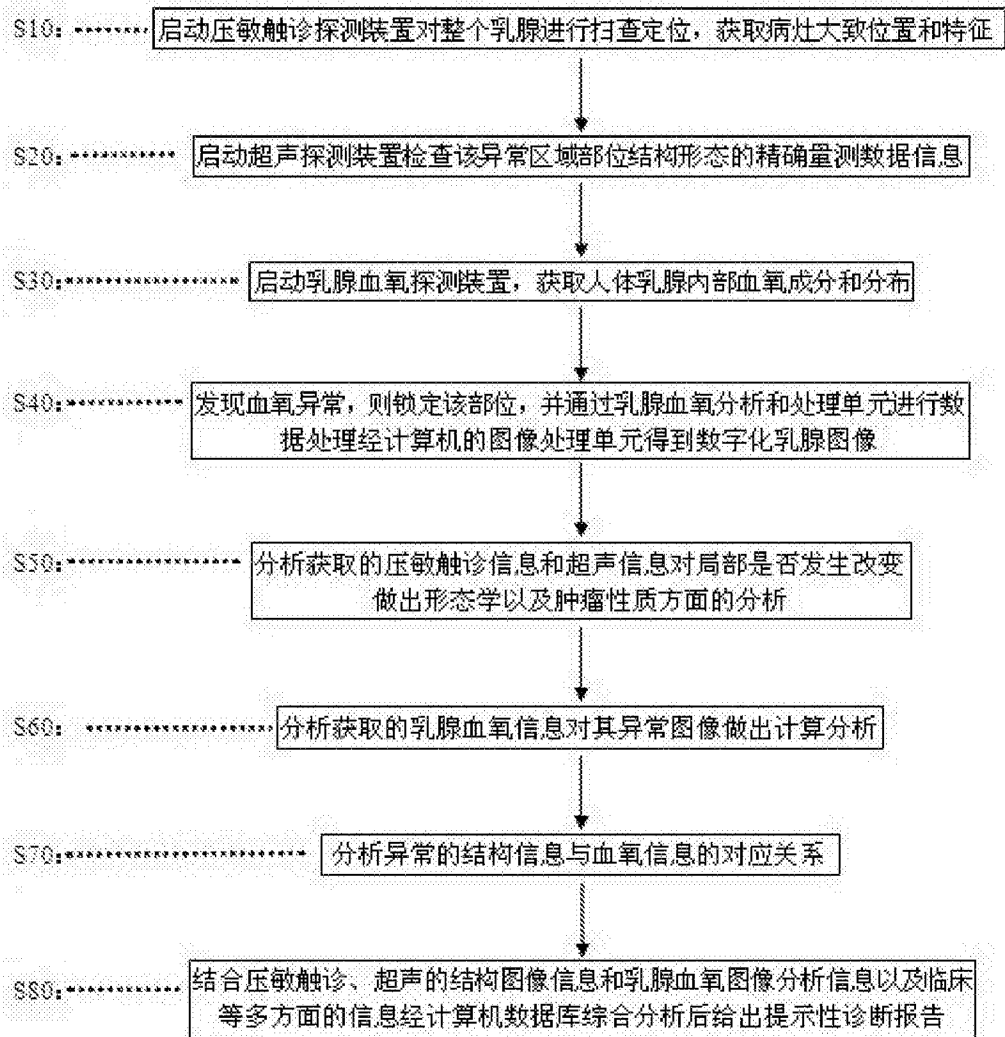 S10: 启动压敏触诊探测装置对整个乳腺进行扫查定位，获取病灶大致位置和特征
S20: 启动超声探测装置检查该异常区域部位结构形态的精确量测数据信息
S30: 启动乳腺血氧探测装置，获取人体乳腺内部血氧成分和分布
S40: 发现血氧异常，则锁定该部位，并通过乳腺血氧分析和处理单元进行数
据处理经计算机的图像处理单元得到数字化乳腺图像
S50: 分析获取的压敏触诊信息和超声信息对局部是否发生改变
做出形态学以及肿瘤性质方面的分析
S60: 分析获取的乳腺血氧信息对其异常图像做出计算分析
S70: 分析异常的结构信息与血氧信息的对应关系
S80: 结合压敏触诊、超声的结构图像信息和乳腺血氧图像分析信息以及临床
等多方面的信息经计算机数据库综合分析后给出提示性诊断报告